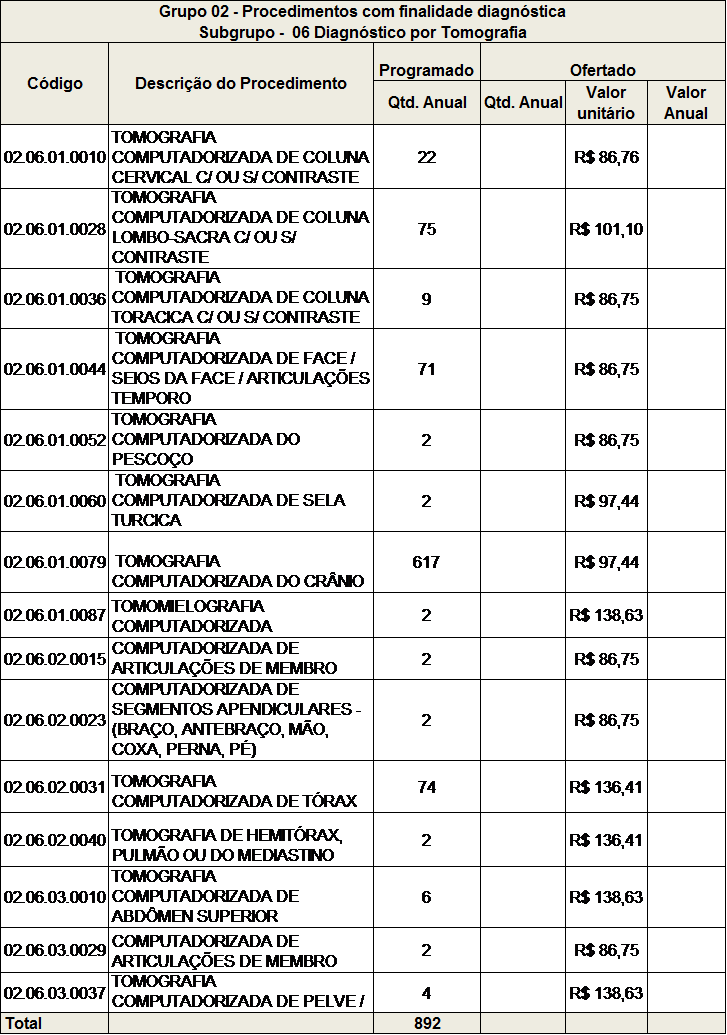 Grupo 02 - Procedimentos com finalidade diagnóstica
Subgrupo - 06 Diagnóstico por Tomografia
Código
Descrição do Procedimento
Programado
Ofertado
Qtd. Anual
Qtd. Anual
Valor
unitário
Valor
Anual
02.06.01.0010
TOMOGRAFIA
COMPUTADORIZADA DE COLUNA
CERVICAL C/ OU S/ CONTRASTE
22
R$ 86,76
02.06.01.0028
TOMOGRAFIA
COMPUTADORIZADA DE COLUNA
LOMBO-SACRA C/ OU S/
CONTRASTE
75
R$ 101,10
02.06.01.0036
TOMOGRAFIA
COMPUTADORIZADA DE COLUNA
TORACICA C/ OU S/ CONTRASTE
9
R$ 86,75
02.06.01.0044
TOMOGRAFIA
COMPUTADORIZADA DE FACE /
SEIOS DA FACE / ARTICULAÇÕES
TEMPORO
71
R$ 86,75
02.06.01.0052
TOMOGRAFIA
COMPUTADORIZADA DO
PESCOÇO
2
R$ 86,75
02.06.01.0060
TOMOGRAFIA
COMPUTADORIZADA DE SELA
TURCICA
2
R$ 97,44
02.06.01.0079
TOMOGRAFIA
COMPUTADORIZADA DO CRÂNIO
617
R$ 97,44
02.06.01.0087
TOMOMIELOGRAFIA
COMPUTADORIZADA
2
R$ 138,63
02.06.02.0015
COMPUTADORIZADA DE
ARTICULAÇÕES DE MEMBRO
2
R$ 86,75
02.06.02.0023
COMPUTADORIZADA DE
SEGMENTOS APENDICULARES -
(BRAÇO, ANTEBRAÇO, MÃO,
COXA, PERNA, PÉ)
2
R$ 86,75
02.06.02.0031
TOMOGRAFIA
COMPUTADORIZADA DE TÓRAX
74
R$ 136,41
02.06.02.0040
TOMOGRAFIA DE HEMITÓRAX,
PULMÃO OU DO MEDIASTINO
2
R$ 136,41
02.06.03.0010
TOMOGRAFIA
COMPUTADORIZADA DE
ABDÔMEN SUPERIOR
6
R$ 138,63
02.06.03.0029
COMPUTADORIZADA DE
ARTICULAÇÕES DE MEMBRO
2
R$ 86,75
02.06.03.0037
TOMOGRAFIA
COMPUTADORIZADA DE PELVE /
4
R$ 138,63
Total
892